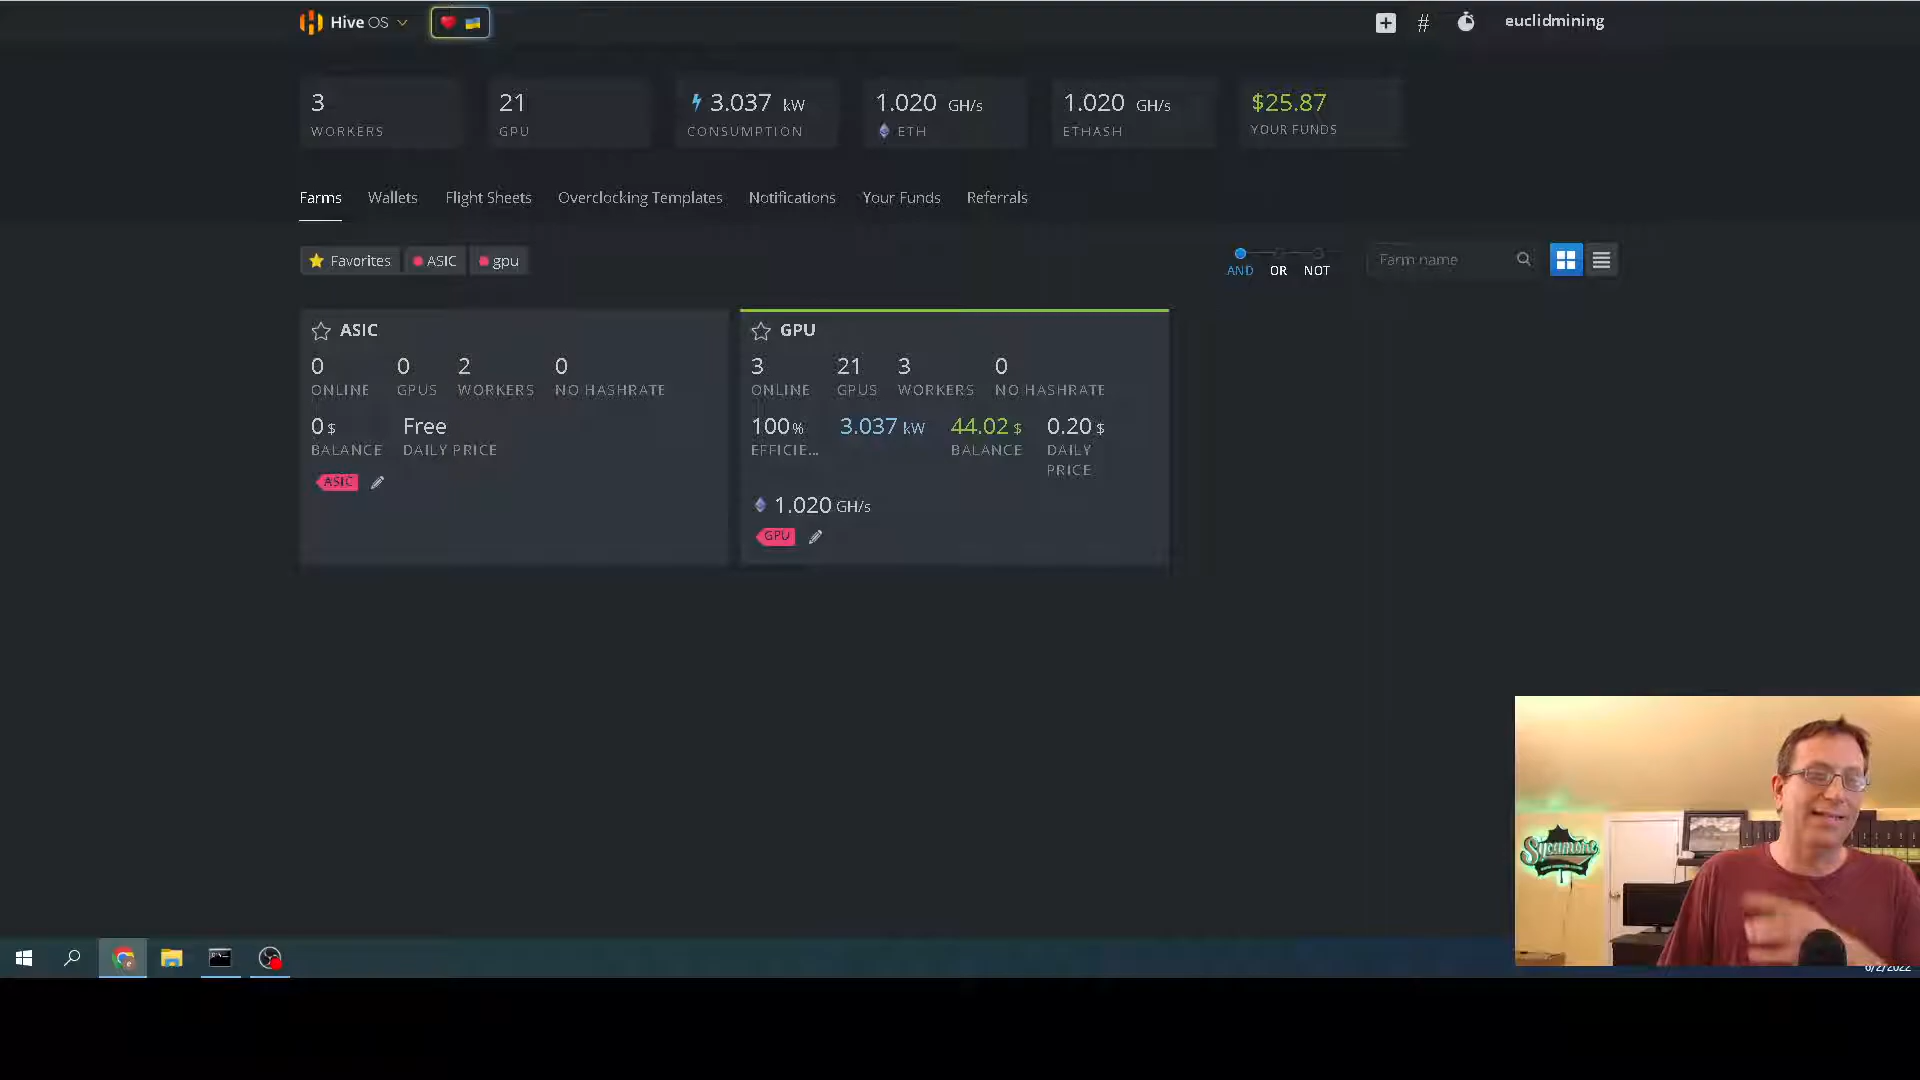 Hive OS
#
euclidmining
3
WORKERS
21
GPU
3.037 kW
CONSUMPTION
1.020 GH/s
ETH
1.020 GH/s
ETHASH
$25.87
YOUR FUNDS
Farms Wallets Flight Sheets Overclocking Templates Notifications Your Funds Referrals
Favorites ASIC gpu
AND OR NOT
Farm name
ASIC
0 0 2 0
ONLINE GPUS WORKERS NO HASHRATE
0 $ Free
BALANCE DAILY PRICE
ASIC
GPU
3 21 3 0
ONLINE GPUS WORKERS NO HASHRATE
100% 3.037 kW 44.02 $ 0.20 $
EFFICIE... BALANCE DAILY PRICE
1.020 GH/s
GPU
Sycamore
6/2/2022